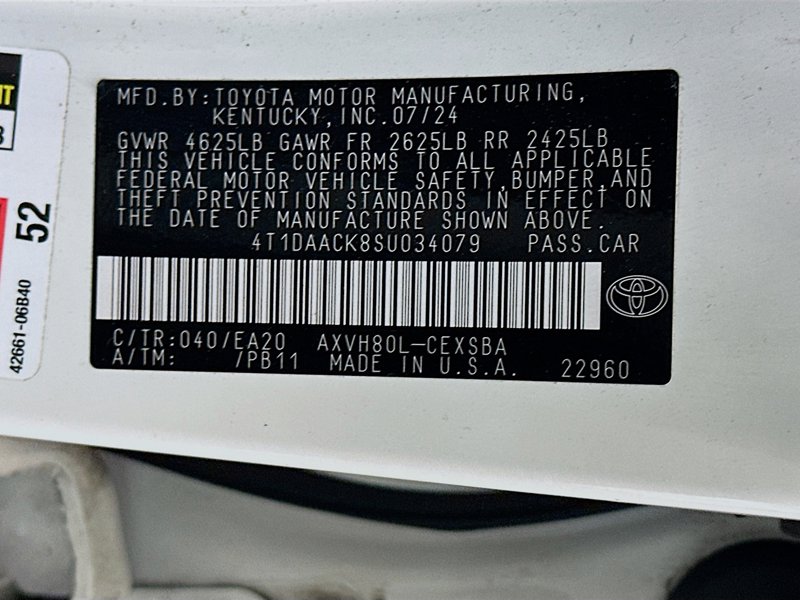 MFD.BY:TOYOTA MOTOR MANUFACTURING,
KENTUCKY,INC.07/24
GVWR 4625LB GAWR FR 2625LB RR 2425LB
THIS VEHICLE CONFORMS TO ALL APPLICABLE
FEDERAL MOTOR VEHICLE SAFETY,BUMPER,AND
THEFT PREVENTION STANDARDS IN EFFECT ON
THE DATE OF MANUFACTURE SHOWN ABOVE.
4T1DAACK8SU034079 PASS.CAR
C/TR:040/EA20 AXVH80L-CEXSBA
A/TM: /PB11 MADE IN U.S.A. 22960
52
42661-06B40